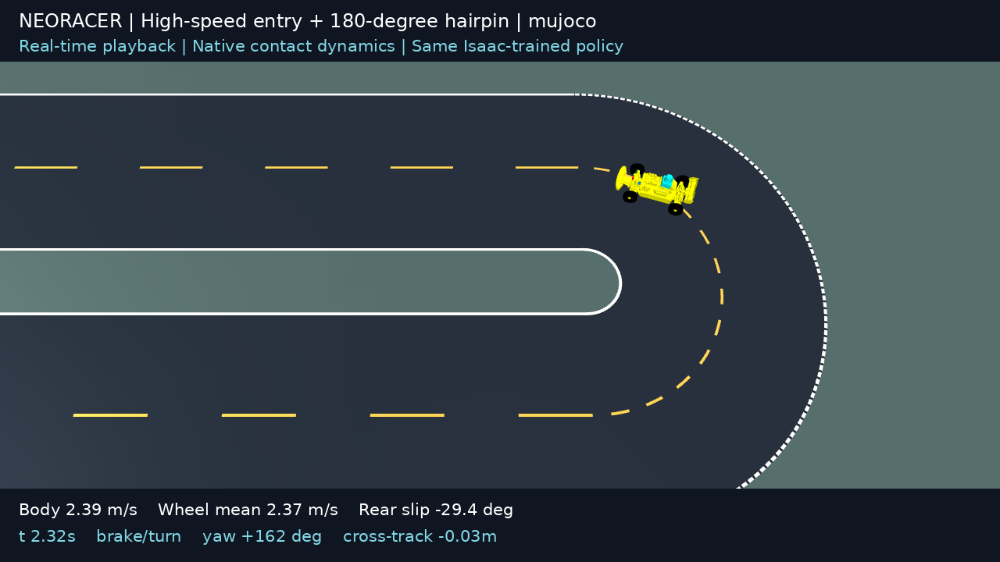 NEORACER | High-speed entry + 180-degree hairpin | mujoco
Real-time playback | Native contact dynamics | Same Isaac-trained policy
Body 2.39 m/s    Wheel mean 2.37 m/s    Rear slip -29.4 deg
t 2.32s    brake/turn    yaw +162 deg    cross-track -0.03m